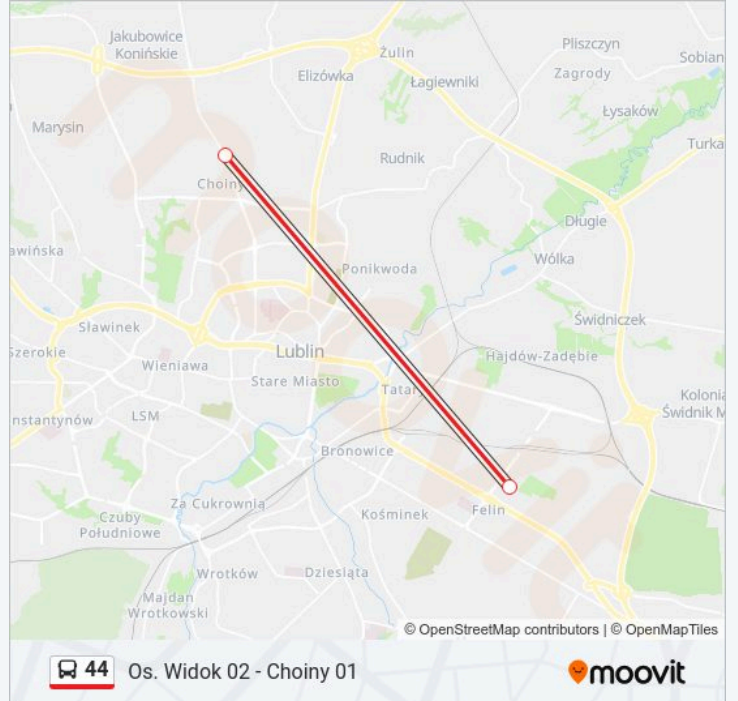 Jakubowice
Konińskie
Żulin
Pliszczyn
Sobian
Elizówka
Łagiewniki
Zagrody
Łysaków
Marysin
Turka
Rudnik
Choiny
Długie
awińska
Wólka
Ponikwoda
Sławinek
Świdniczek
Szerokie
Lublin
Hajdów-Zadębie
Wieniawa
Stare Miasto
Tatar
Kolonia
Świdnik M
nstantynów
LSM
Bronowice
Za Cukrownią
Felin
Czuby
Południowe
Kośminek
Wrotków
Dziesiąta
Majdan
Wrotkowski
© OpenStreetMap contributors | © OpenMapTiles
44 Os. Widok 02 - Choiny 01
moovit